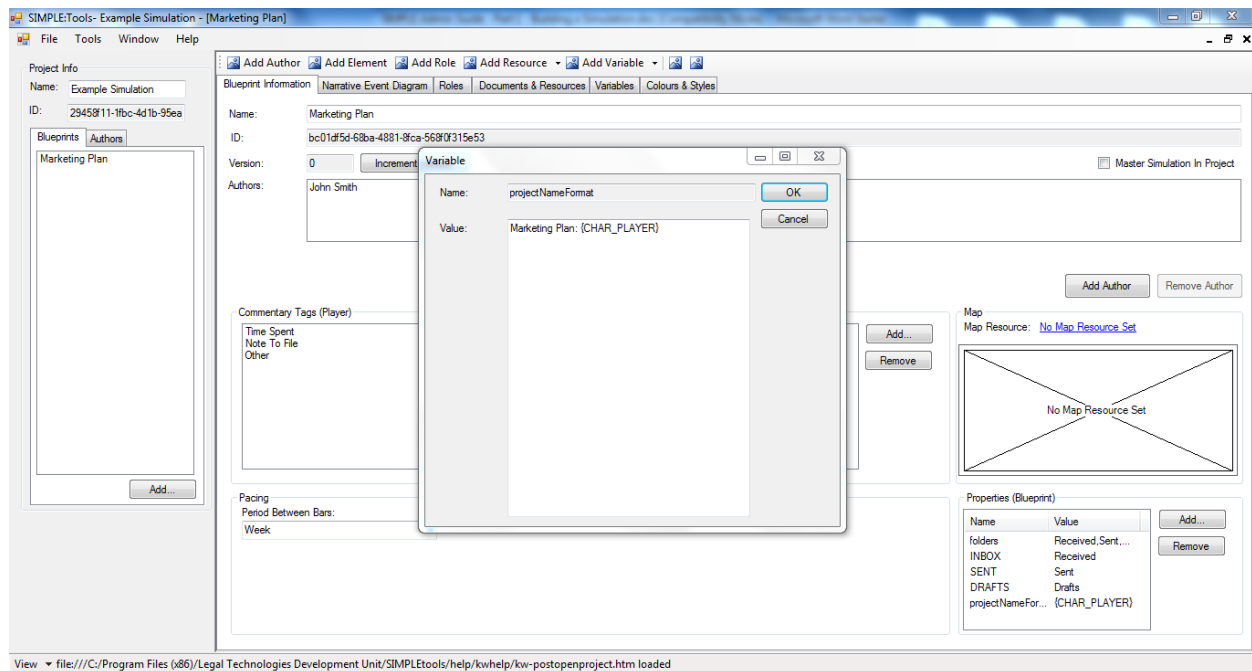 SIMPLE:Tools- Example Simulation - [Marketing Plan]
File Tools Window Help
Project Info
Name: Example Simulation
ID: 29458f11-1fbc-4d1b-95ea
Blueprints Authors
Marketing Plan
Add...
Add Author Add Element Add Role Add Resource Add Variable
Blueprint Information Narrative Event Diagram Roles Documents & Resources Variables Colours & Styles
Name: Marketing Plan
ID: bc01df5d-68ba-4881-8fca-568f0f315e53
Version: 0 Increment
Master Simulation In Project
Authors: John Smith
Add Author Remove Author
Variable
Name: projectNameFormat
OK
Cancel
Value: Marketing Plan: {CHAR_PLAYER}
Commentary Tags (Player)
Time Spent
Note To File
Other
Add...
Remove
Map
Map Resource: No Map Resource Set
No Map Resource Set
Pacing
Period Between Bars:
Week
Properties (Blueprint)
Name Value
folders Received,Sent,...
INBOX Received
SENT Sent
DRAFTS Drafts
projectNameFor... {CHAR_PLAYER}
Add...
Remove
View file:///C:/Program Files (x86)/Legal Technologies Development Unit/SIMPLEtools/help/kwhelp/kw-postopenproject.htm loaded